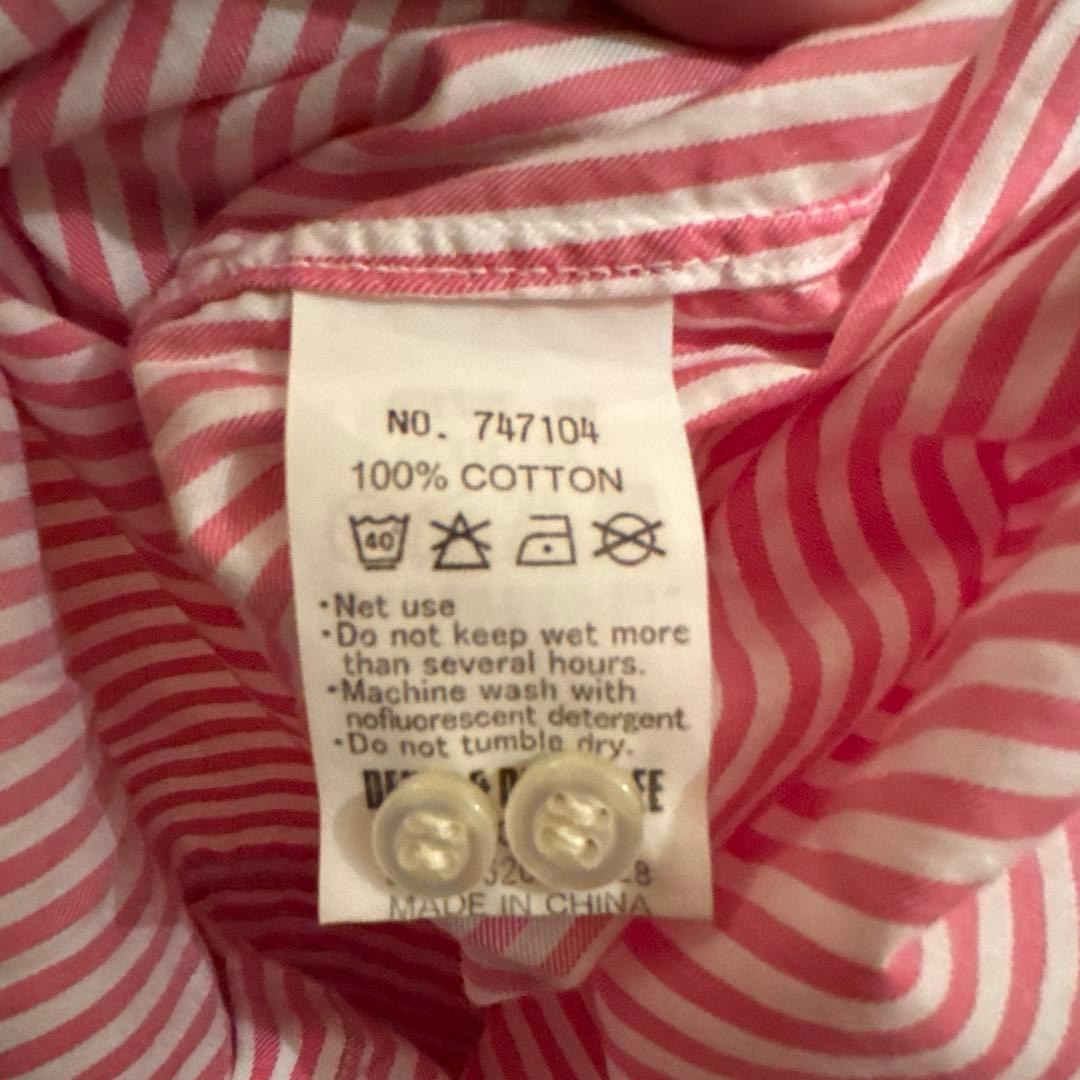 NO. 747104
100% COTTON
40
•Net use
•Do not keep wet more
than several hours.
•Machine wash with
nofluorescent detergent
•Do not tumble dry.
MADE IN CHINA